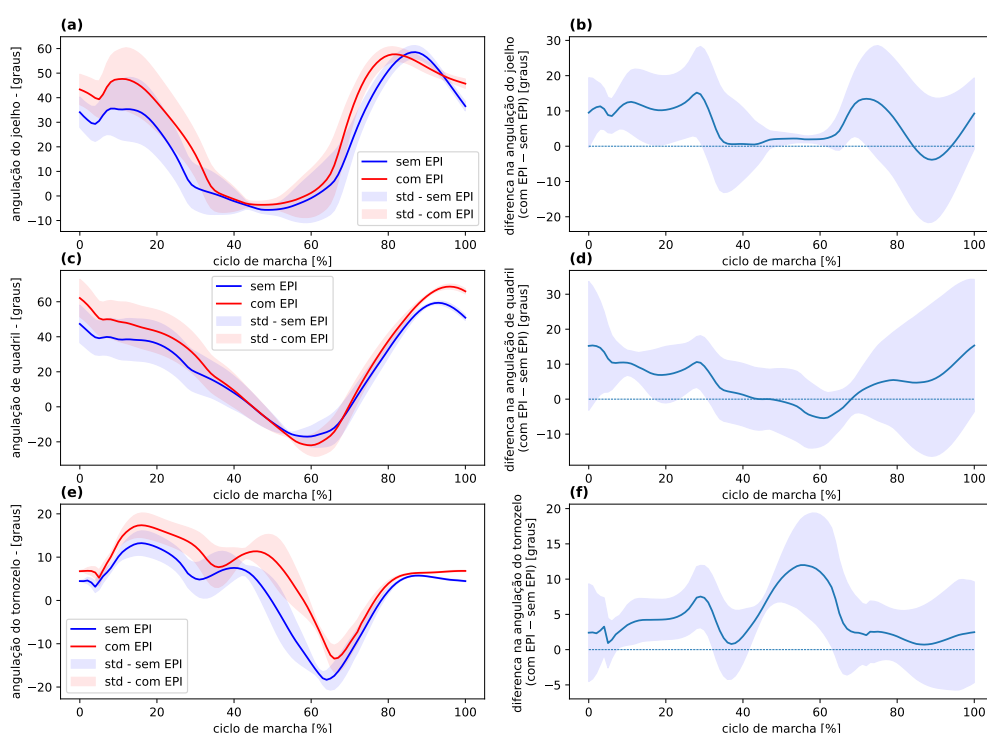 (a)
angulação do joelho - [graus]
60
50
40
30
20
10
0
−10
sem EPI
com EPI
std - sem EPI
std - com EPI
0 20 40 60 80 100
ciclo de marcha [%]
(b)
diferenca na angulação do joelho
(com EPI − sem EPI) [graus]
30
20
10
0
−10
−20
0 20 40 60 80 100
ciclo de marcha [%]
(c)
angulação de quadril - [graus]
60
40
20
0
−20
sem EPI
com EPI
std - sem EPI
std - com EPI
0 20 40 60 80 100
ciclo de marcha [%]
(d)
diferenca na angulação de quadril
(com EPI − sem EPI) [graus]
30
20
10
0
−10
0 20 40 60 80 100
ciclo de marcha [%]
(e)
angulação do tornozelo - [graus]
20
10
0
−10
−20
sem EPI
com EPI
std - sem EPI
std - com EPI
0 20 40 60 80 100
ciclo de marcha [%]
(f)
diferenca na angulação do tornozelo
(com EPI − sem EPI) [graus]
20
15
10
5
0
−5
0 20 40 60 80 100
ciclo de marcha [%]